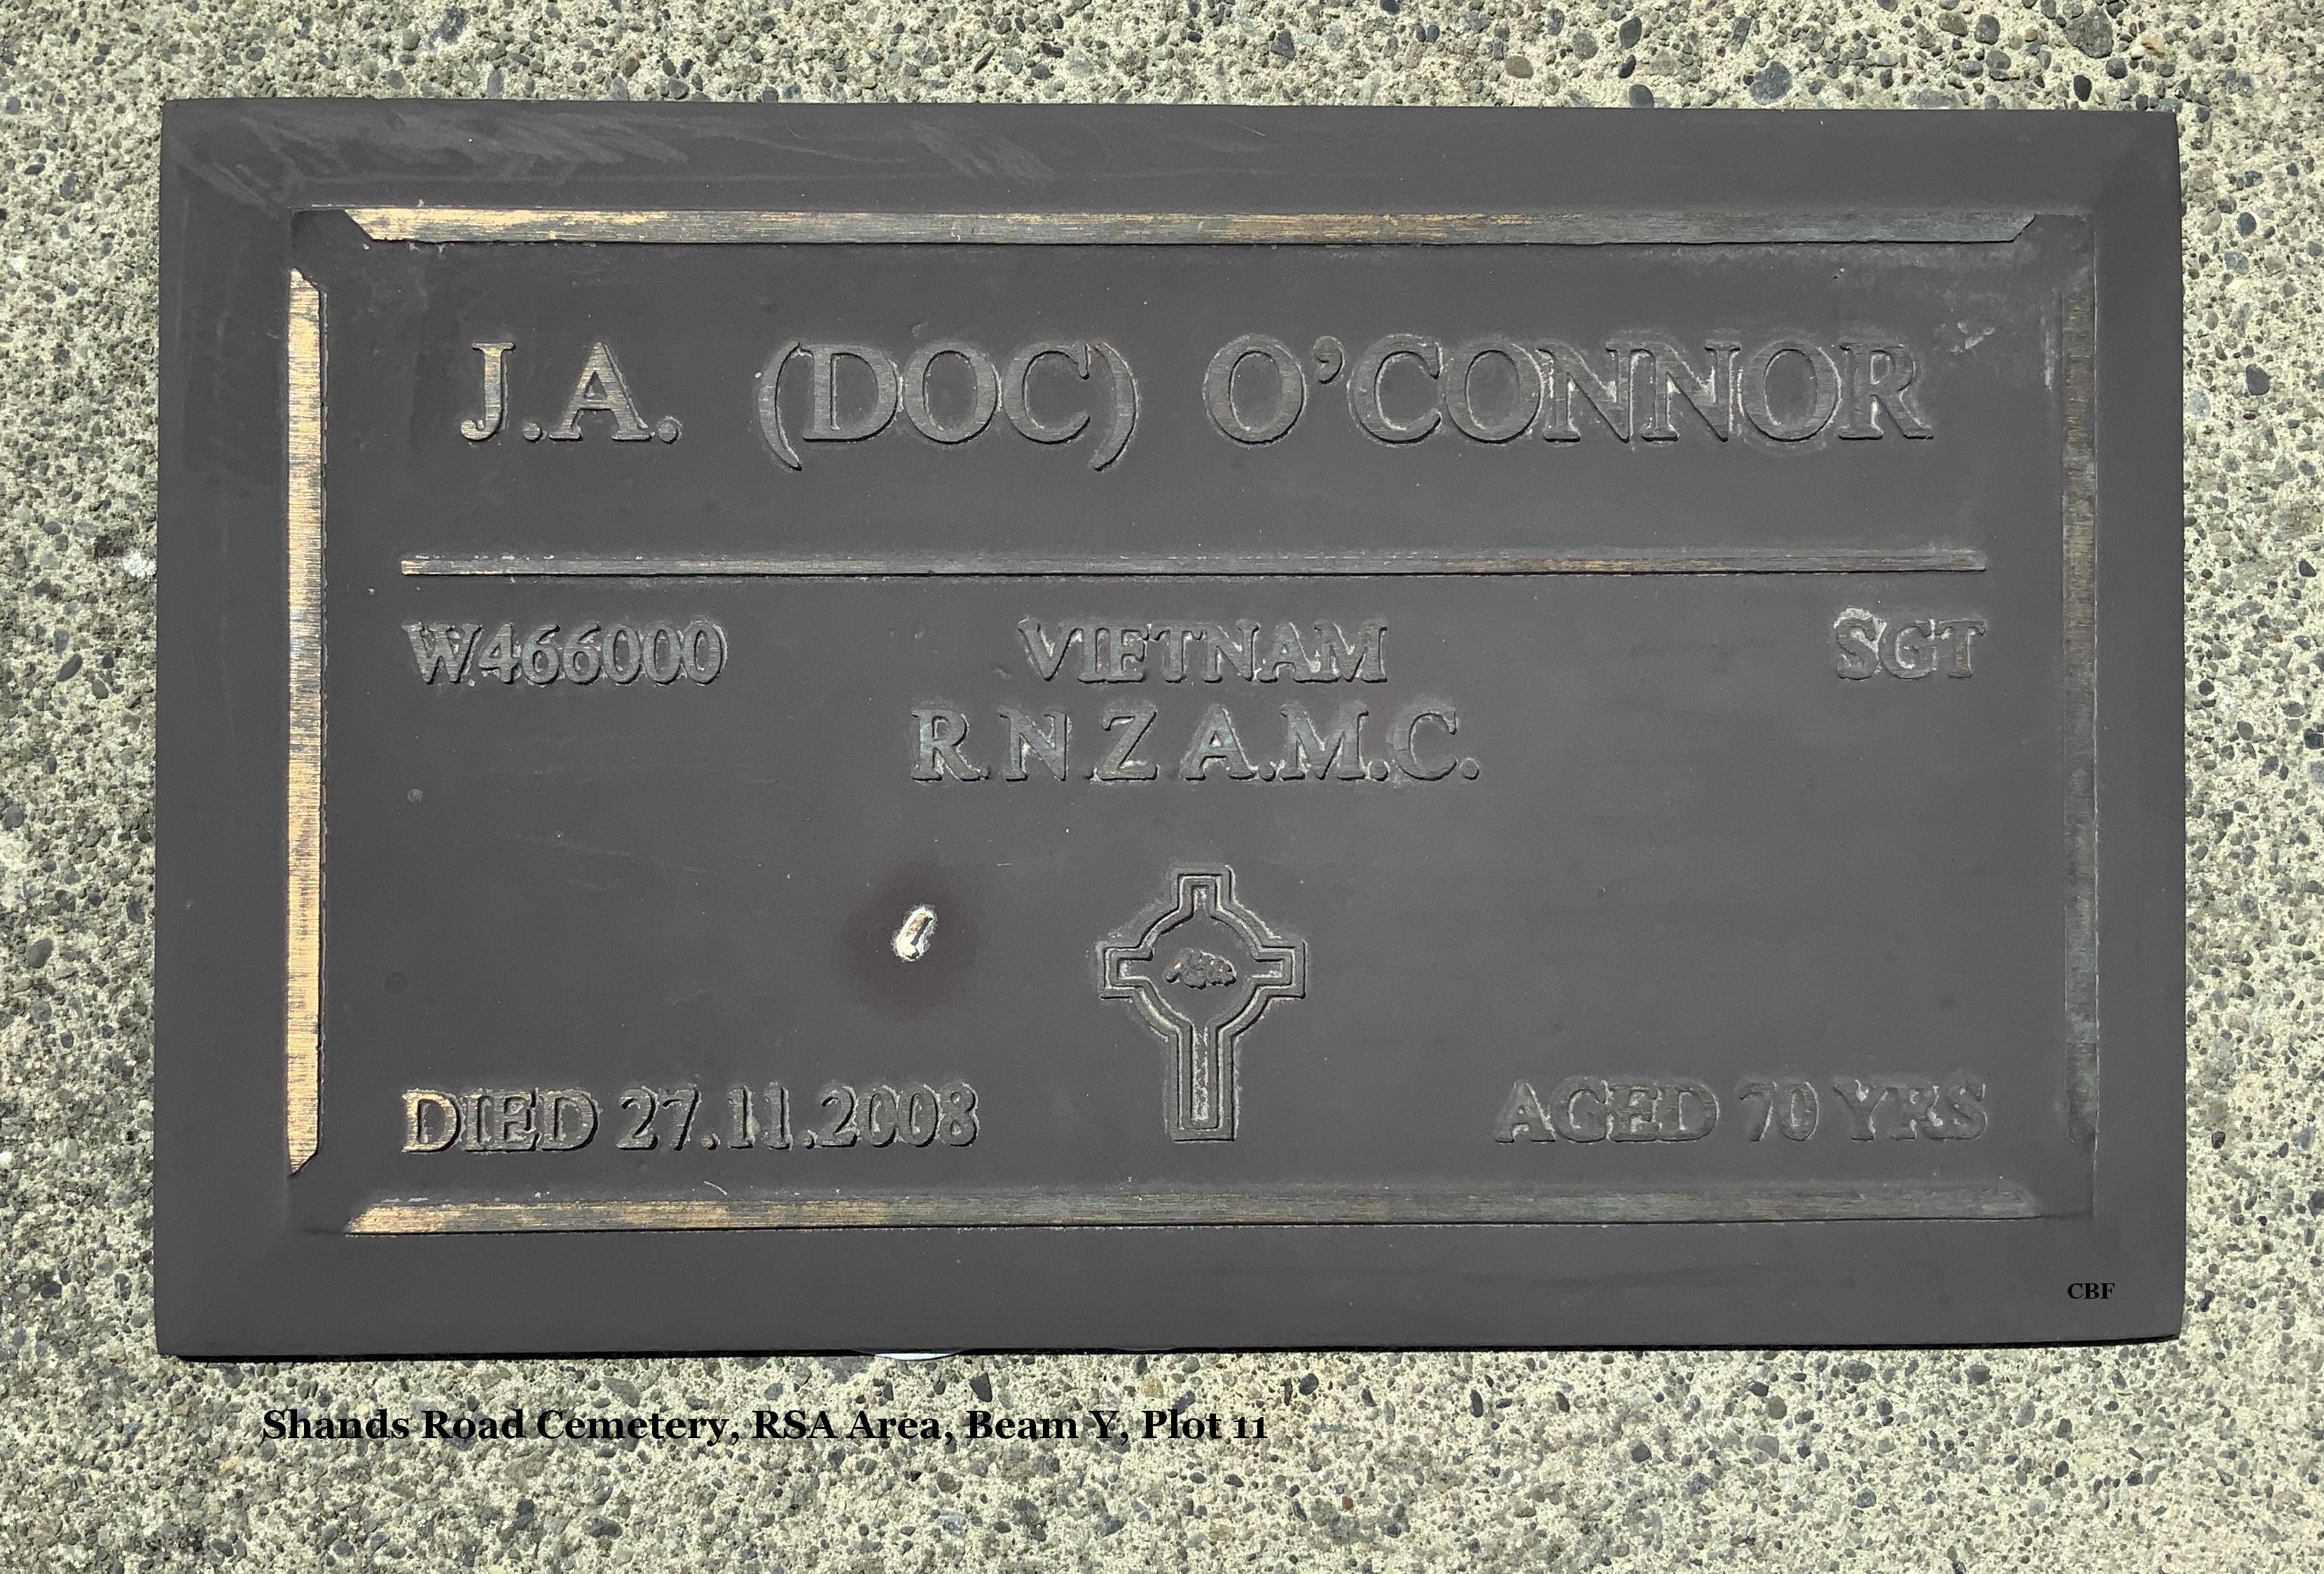 J.A. (DOC) O'CONNOR
W466000 VIETNAM SGT
R.N.Z.A.M.C.
DIED 27.11.2008 AGED 70 YRS
CBF
Shands Road Cemetery, RSA Area, Beam Y, Plot 11